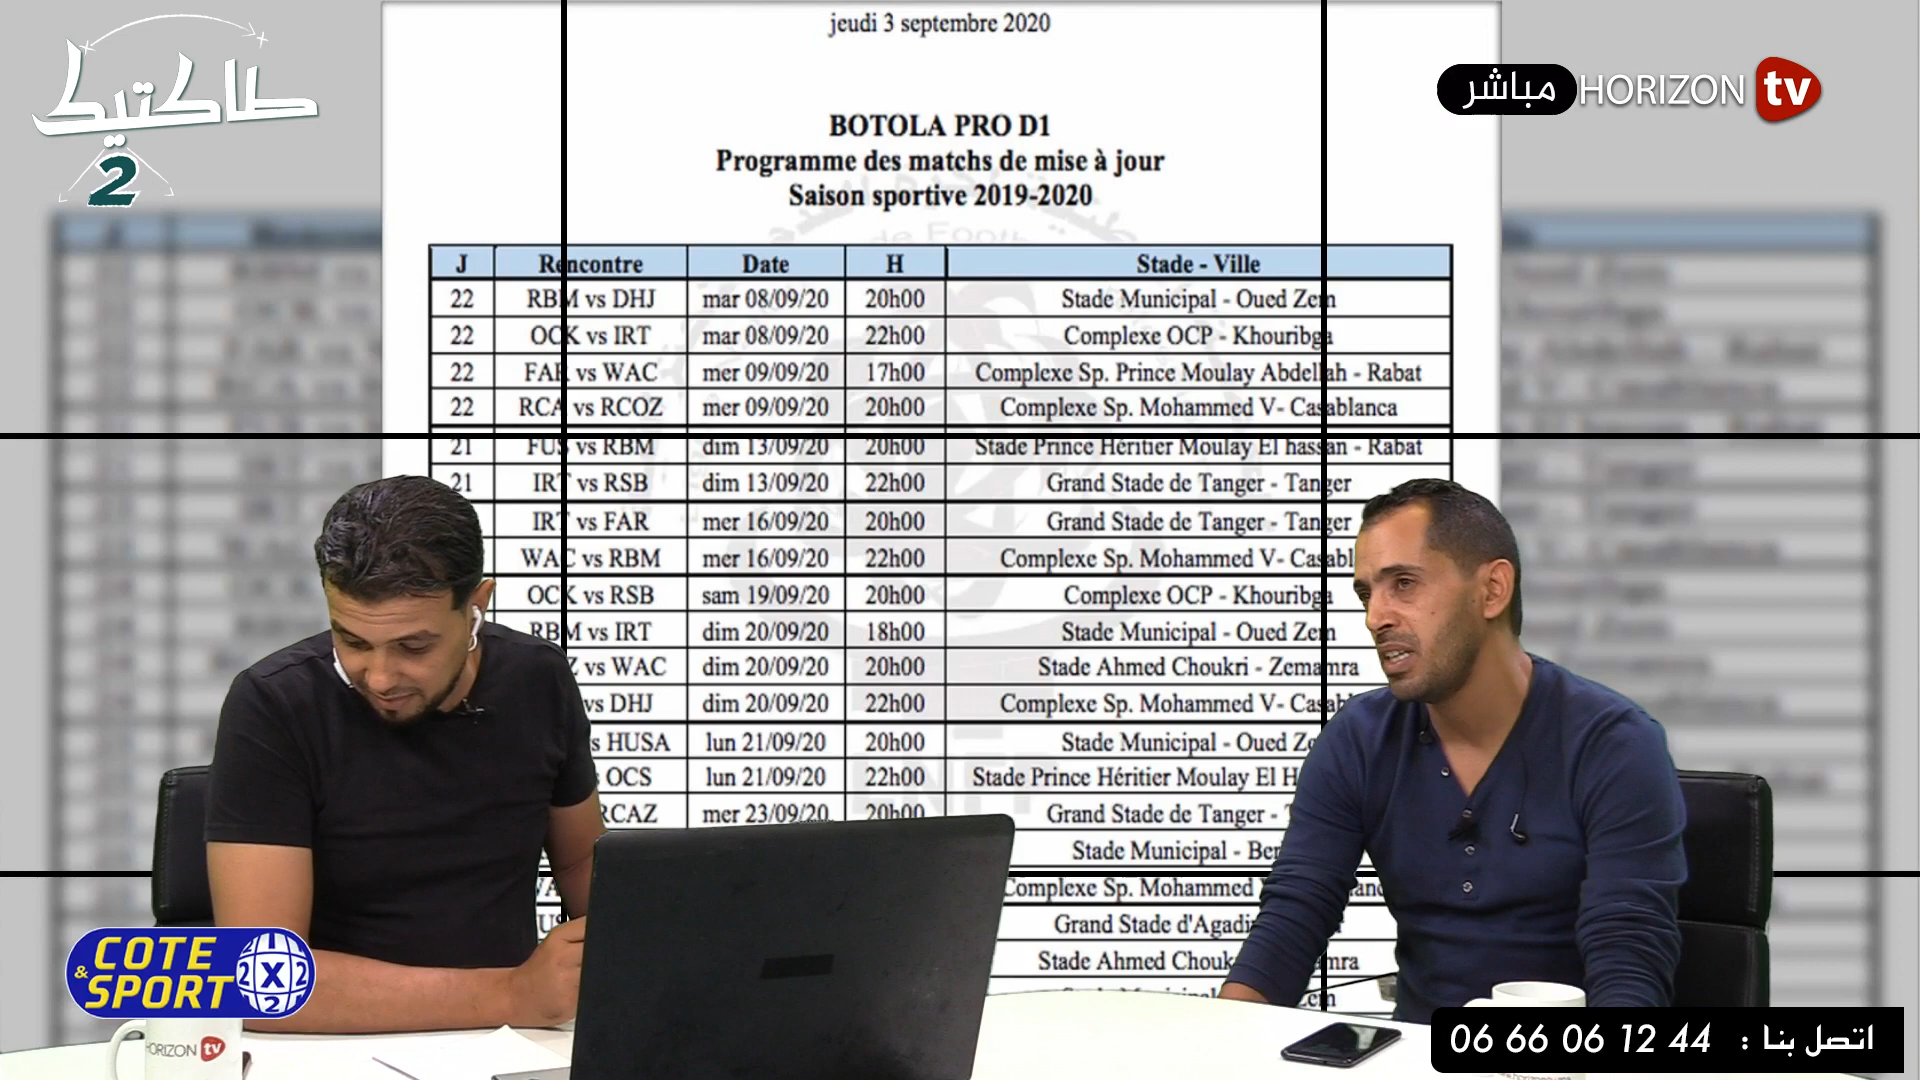 jeudi 3 septembre 2020
طاكتيك
2
مباشر HORIZON tv
BOTOLA PRO D1
Programme des matchs de mise à jour
Saison sportive 2019-2020
J Rencontre Date H Stade - Ville
22 RBM vs DHJ mar 08/09/20 20h00 Stade Municipal - Oued Zem
22 OCK vs IRT mar 08/09/20 22h00 Complexe OCP - Khouribga
22 FAR vs WAC mer 09/09/20 17h00 Complexe Sp. Prince Moulay Abdellah - Rabat
22 RCA vs RCOZ mer 09/09/20 20h00 Complexe Sp. Mohammed V- Casablanca
21 FUS vs RBM dim 13/09/20 20h00 Stade Prince Héritier Moulay El hassan - Rabat
21 IRT vs RSB dim 13/09/20 22h00 Grand Stade de Tanger - Tanger
IRT vs FAR mer 16/09/20 20h00 Grand Stade de Tanger - Tanger
WAC vs RBM mer 16/09/20 22h00 Complexe Sp. Mohammed V- Casabl
OCK vs RSB sam 19/09/20 20h00 Complexe OCP - Khouribga
RBM vs IRT dim 20/09/20 18h00 Stade Municipal - Oued Zem
Z vs WAC dim 20/09/20 20h00 Stade Ahmed Choukri - Zemamra
vs DHJ dim 20/09/20 22h00 Complexe Sp. Mohammed V- Casab
s HUSA lun 21/09/20 20h00 Stade Municipal - Oued Ze
OCS lun 21/09/20 22h00 Stade Prince Héritier Moulay El H
RCAZ mer 23/09/20 20h00 Grand Stade de Tanger -
Stade Municipal - Ber
Complexe Sp. Mohammed
Grand Stade d'Agadi
Stade Ahmed Chouk mra
COTE
& SPORT 2X2
2
HORIZON tv
اتصل بنا : 06 66 06 12 44